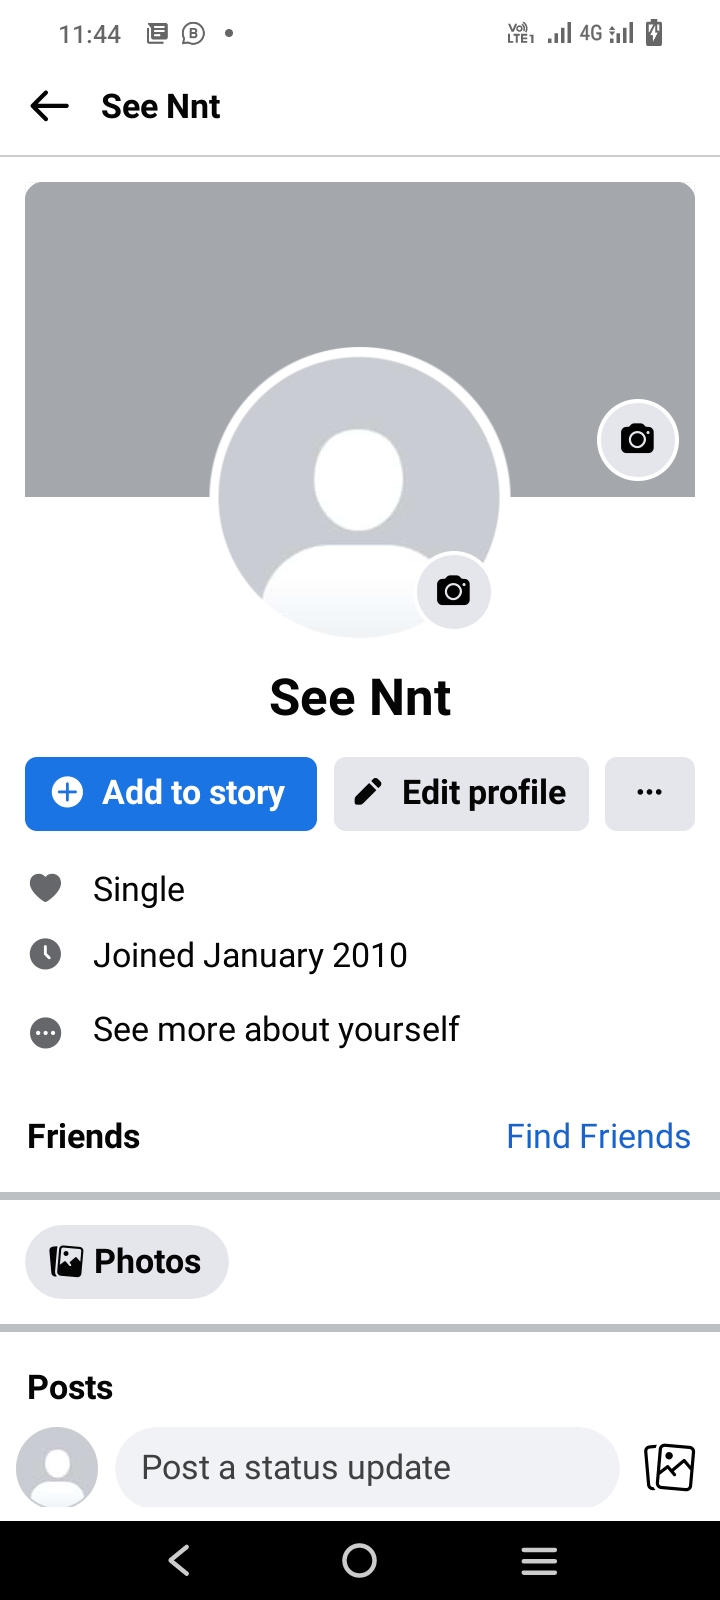 11:44
Vo) LTE1 4G
See Nnt
See Nnt
Add to story
Edit profile
Single
Joined January 2010
See more about yourself
Friends
Find Friends
Photos
Posts
Post a status update